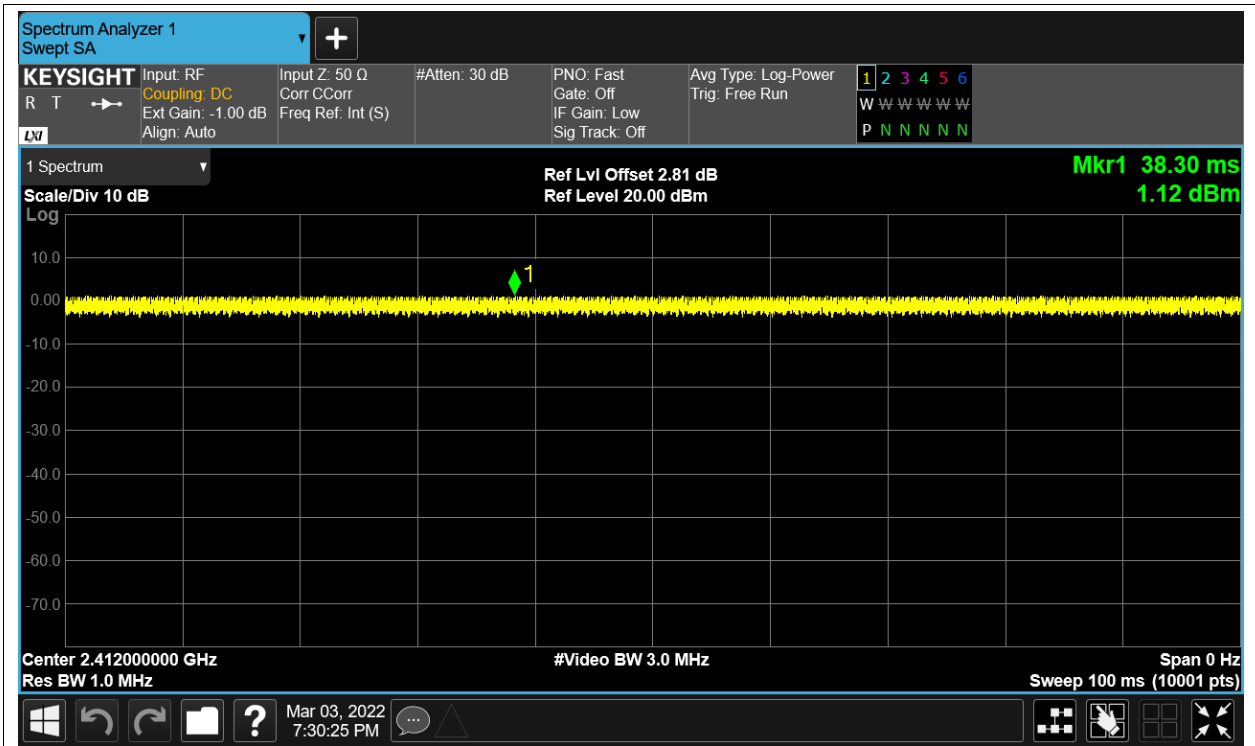 Spectrum Analyzer 1
Swept SA
KEYSIGHT
R T
LXI
Input: RF
Coupling: DC
Ext Gain: -1.00 dB
Align: Auto
Input Z: 50 Ω
Corr CCorr
Freq Ref: Int (S)
#Atten: 30 dB
PNO: Fast
Gate: Off
IF Gain: Low
Sig Track: Off
Avg Type: Log-Power
Trig: Free Run
1 2 3 4 5 6
W W W W W W
P N N N N N
1 Spectrum
Scale/Div 10 dB
Log
Ref Lvl Offset 2.81 dB
Ref Level 20.00 dBm
Mkr1 38.30 ms
1.12 dBm
10.0
1
0.00
-10.0
-20.0
-30.0
-40.0
-50.0
-60.0
-70.0
Center 2.412000000 GHz
Res BW 1.0 MHz
#Video BW 3.0 MHz
Span 0 Hz
Sweep 100 ms (10001 pts)
?
Mar 03, 2022
7:30:25 PM